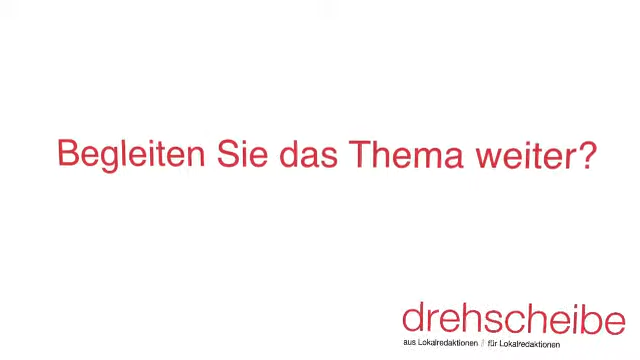 Begleiten Sie das Thema weiter?
drehscheibe
aus Lokalredaktionen / für Lokalredaktionen